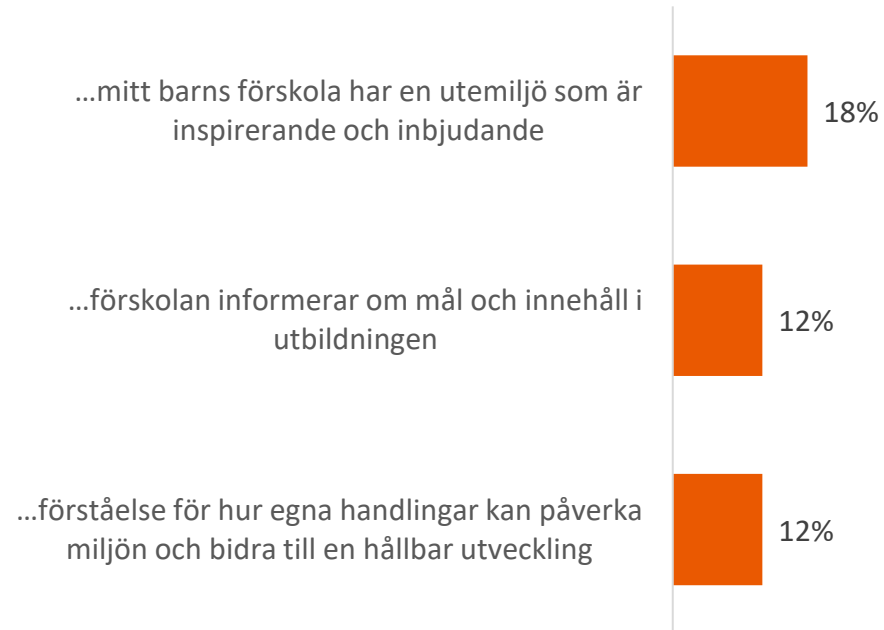 ...mitt barns förskola har en utemiljö som är
inspirerande och inbjudande
18%
...förskolan informerar om mål och innehåll i
utbildningen
12%
...förståelse för hur egna handlingar kan påverka
miljön och bidra till en hållbar utveckling
12%